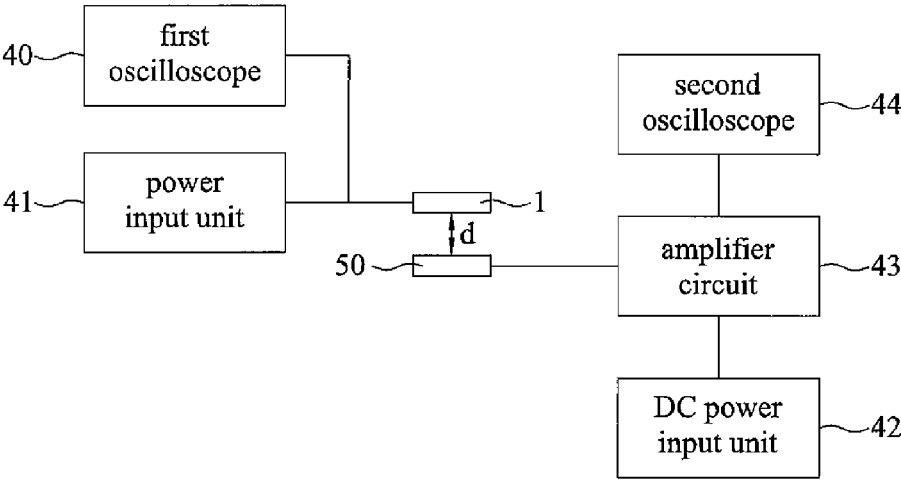 first
oscilloscope
40
second
oscilloscope
44
power
input unit
41
1
d
50
amplifier
circuit
43
DC power
input unit
42